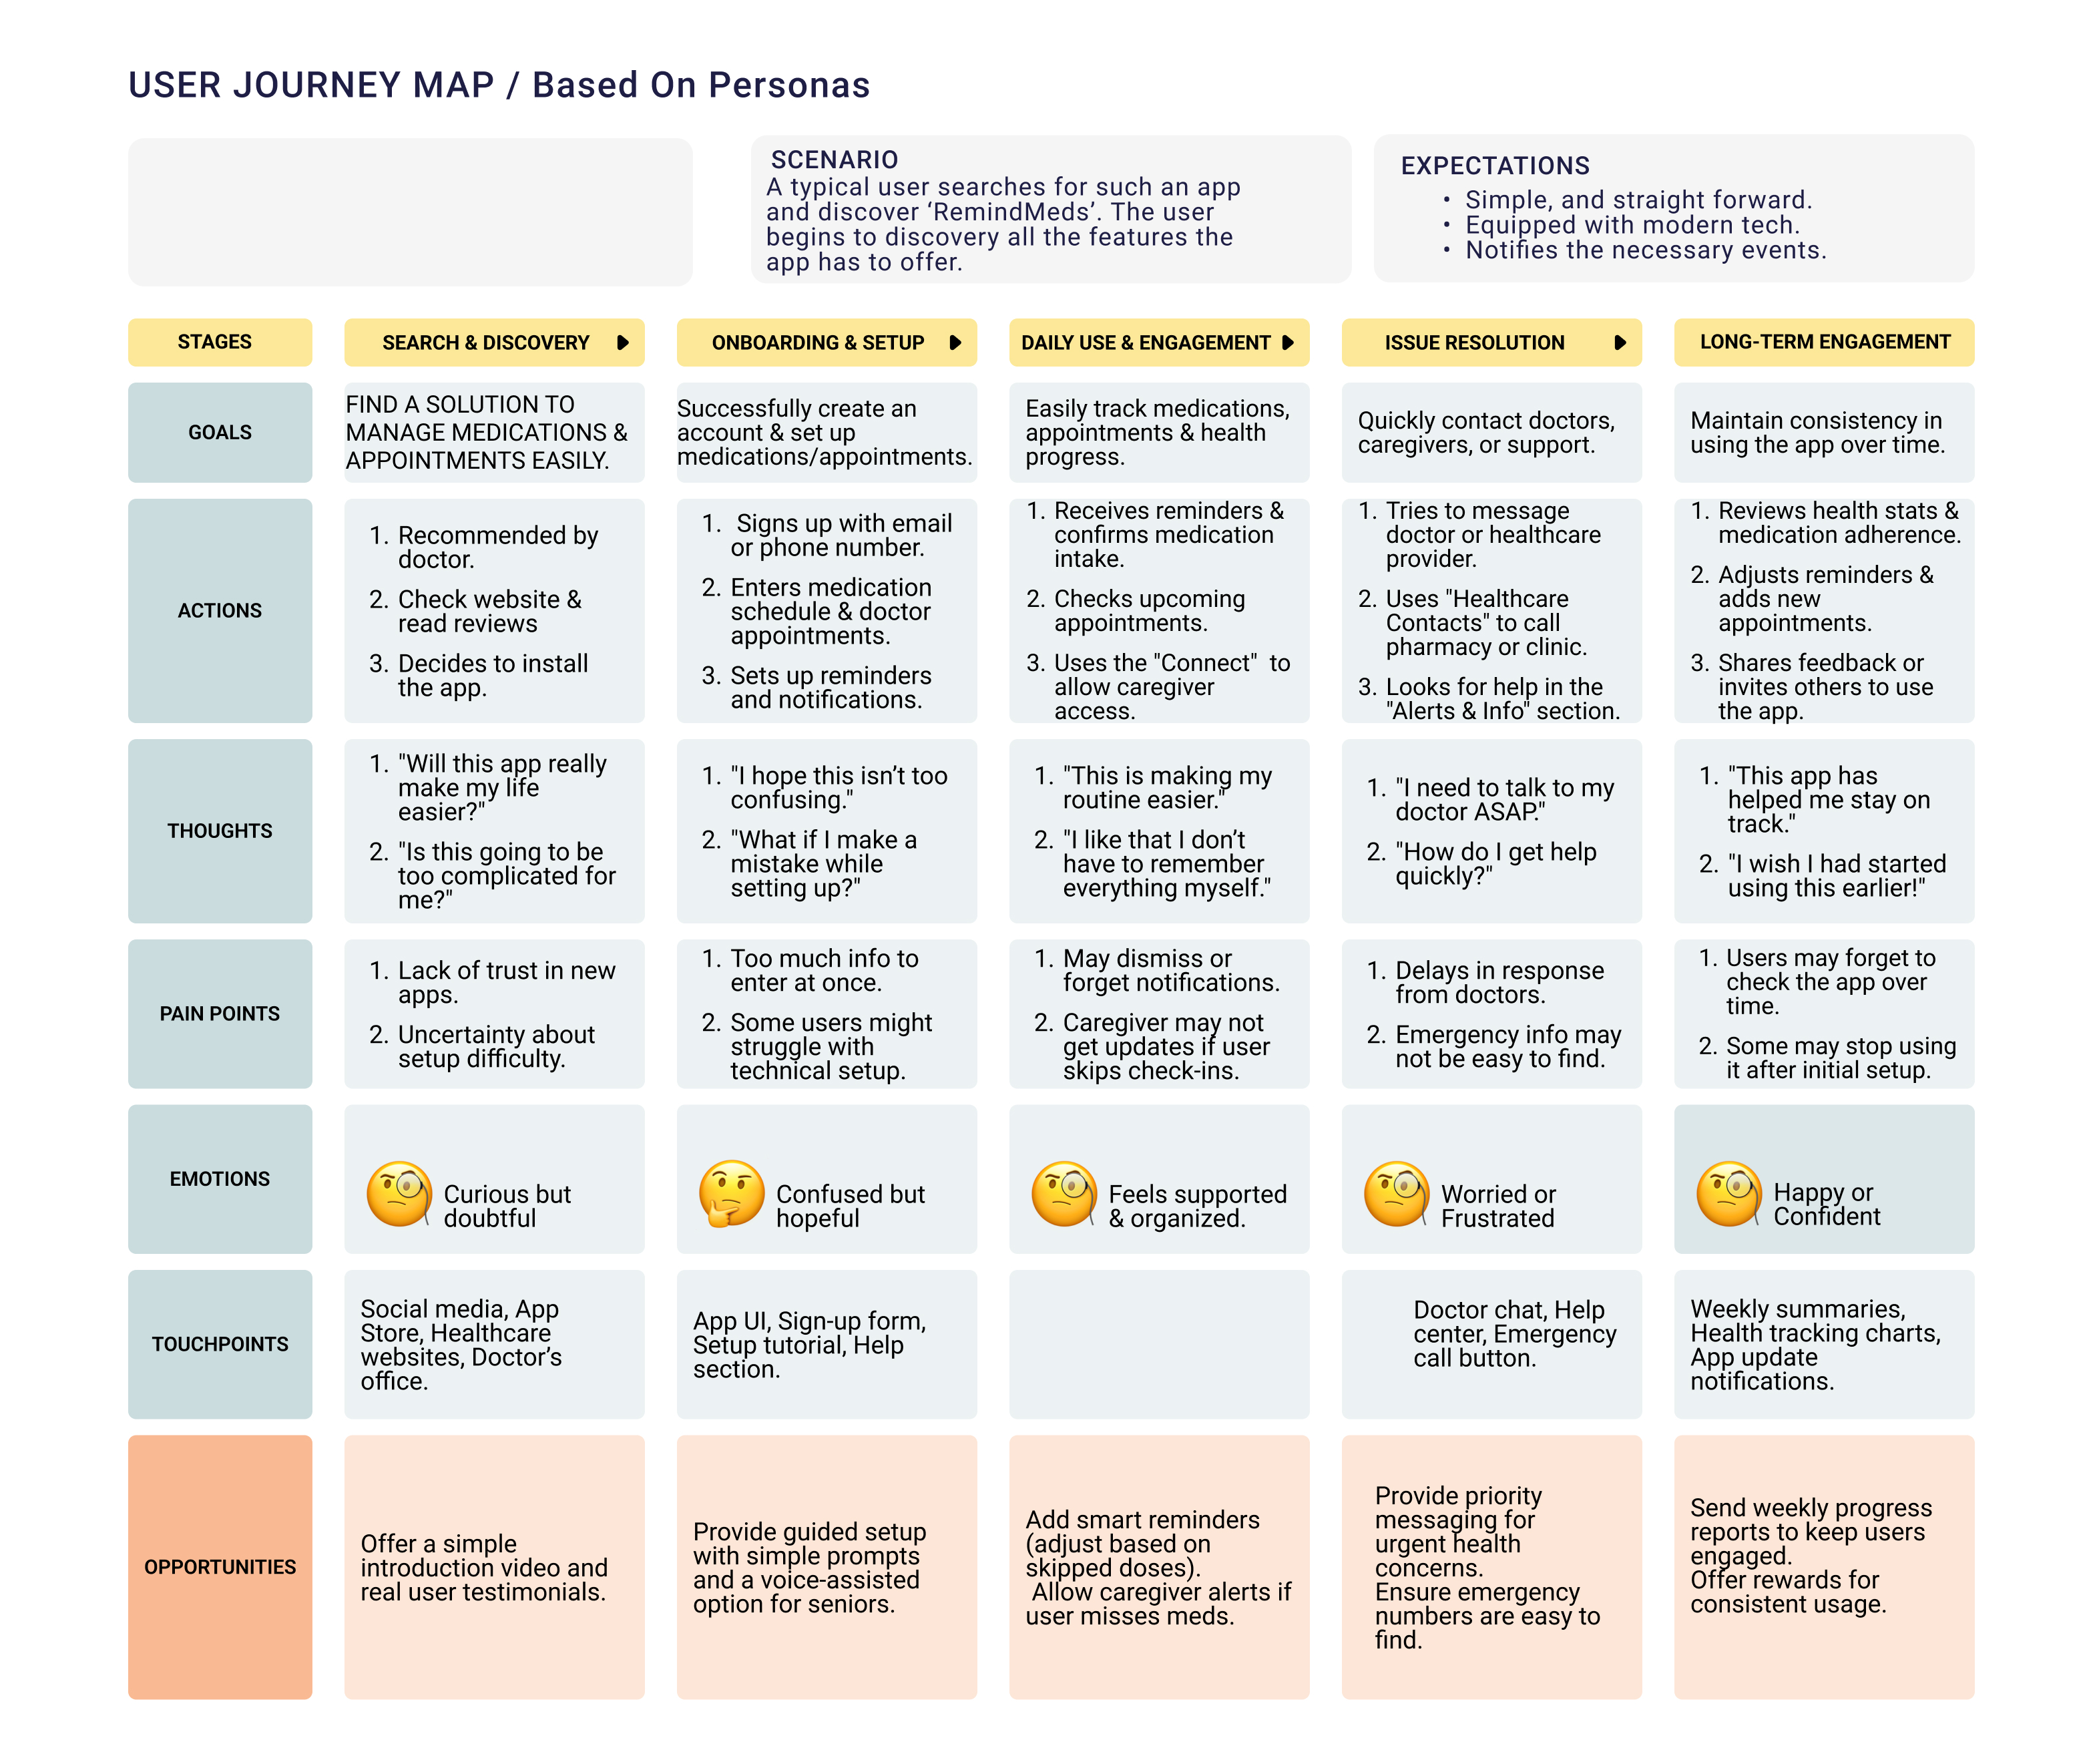 USER JOURNEY MAP / Based On Personas
SCENARIO
A typical user searches for such an app
and discover ‘RemindMeds’. The user
begins to discovery all the features the
app has to offer.
EXPECTATIONS
• Simple, and straight forward.
• Equipped with modern tech.
• Notifies the necessary events.
STAGES
SEARCH & DISCOVERY
ONBOARDING & SETUP
DAILY USE & ENGAGEMENT
ISSUE RESOLUTION
LONG-TERM ENGAGEMENT
GOALS
FIND A SOLUTION TO
MANAGE MEDICATIONS &
APPOINTMENTS EASILY.
Successfully create an
account & set up
medications/appointments.
Easily track medications,
appointments & health
progress.
Quickly contact doctors,
caregivers, or support.
Maintain consistency in
using the app over time.
ACTIONS
1. Recommended by
doctor.
2. Check website &
read reviews
3. Decides to install
the app.
1. Signs up with email
or phone number.
2. Enters medication
schedule & doctor
appointments.
3. Sets up reminders
and notifications.
1. Receives reminders &
confirms medication
intake.
2. Checks upcoming
appointments.
3. Uses the "Connect" to
allow caregiver
access.
1. Tries to message
doctor or healthcare
provider.
2. Uses "Healthcare
Contacts" to call
pharmacy or clinic.
3. Looks for help in the
"Alerts & Info" section.
1. Reviews health stats &
medication adherence.
2. Adjusts reminders &
adds new
appointments.
3. Shares feedback or
invites others to use
the app.
THOUGHTS
1. "Will this app really
make my life
easier?"
2. "Is this going to be
too complicated for
me?"
1. "I hope this isn’t too
confusing."
2. "What if I make a
mistake while
setting up?"
1. "This is making my
routine easier."
2. "I like that I don’t
have to remember
everything myself."
1. "I need to talk to my
doctor ASAP."
2. "How do I get help
quickly?"
1. "This app has
helped me stay on
track."
2. "I wish I had started
using this earlier!"
PAIN POINTS
1. Lack of trust in new
apps.
2. Uncertainty about
setup difficulty.
1. Too much info to
enter at once.
2. Some users might
struggle with
technical setup.
1. May dismiss or
forget notifications.
2. Caregiver may not
get updates if user
skips check-ins.
1. Delays in response
from doctors.
2. Emergency info may
not be easy to find.
1. Users may forget to
check the app over
time.
2. Some may stop using
it after initial setup.
EMOTIONS
Curious but
doubtful
Confused but
hopeful
Feels supported
& organized.
Worried or
Frustrated
Happy or
Confident
TOUCHPOINTS
Social media, App
Store, Healthcare
websites, Doctor’s
office.
App UI, Sign-up form,
Setup tutorial, Help
section.
Doctor chat, Help
center, Emergency
call button.
Weekly summaries,
Health tracking charts,
App update
notifications.
OPPORTUNITIES
Offer a simple
introduction video and
real user testimonials.
Provide guided setup
with simple prompts
and a voice-assisted
option for seniors.
Add smart reminders
(adjust based on
skipped doses).
Allow caregiver alerts if
user misses meds.
Provide priority
messaging for
urgent health
concerns.
Ensure emergency
numbers are easy to
find.
Send weekly progress
reports to keep users
engaged.
Offer rewards for
consistent usage.